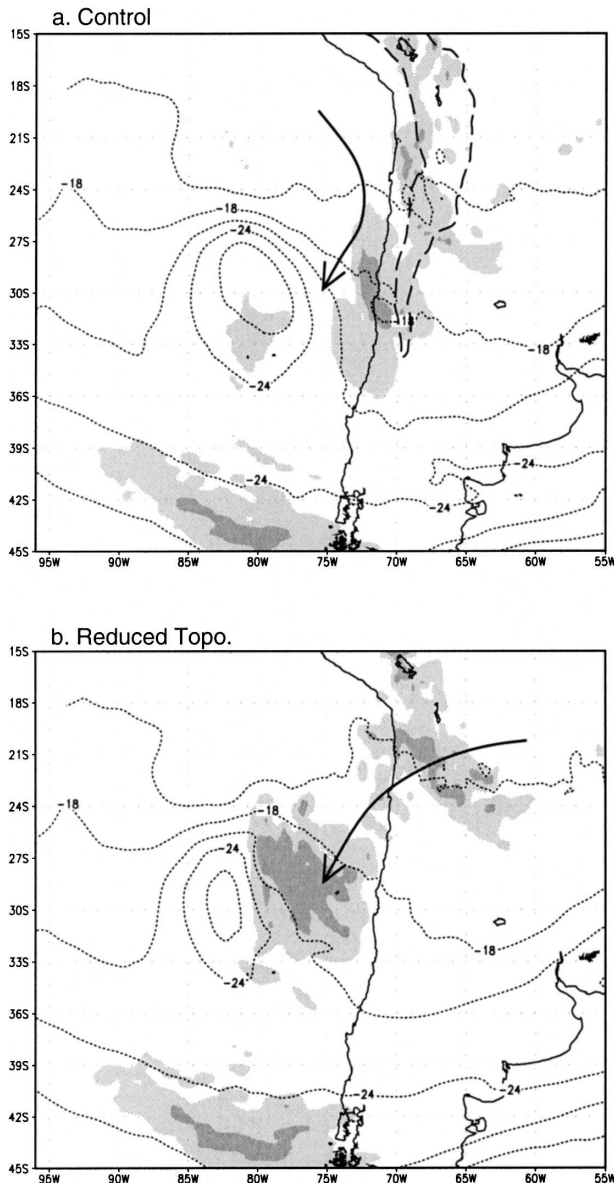 a. Control
15S
18S
21S
24S
27S
30S
33S
36S
39S
42S
45S
-18
-18
-24
-18
-18
-24
-24
-24
-24
95W
90W
85W
80W
75W
70W
65W
60W
55W
b. Reduced Topo.
15S
18S
21S
24S
27S
30S
33S
36S
39S
42S
45S
-18
-18
-24
-18
-24
-24
-24
95W
90W
85W
80W
75W
70W
65W
60W
55W